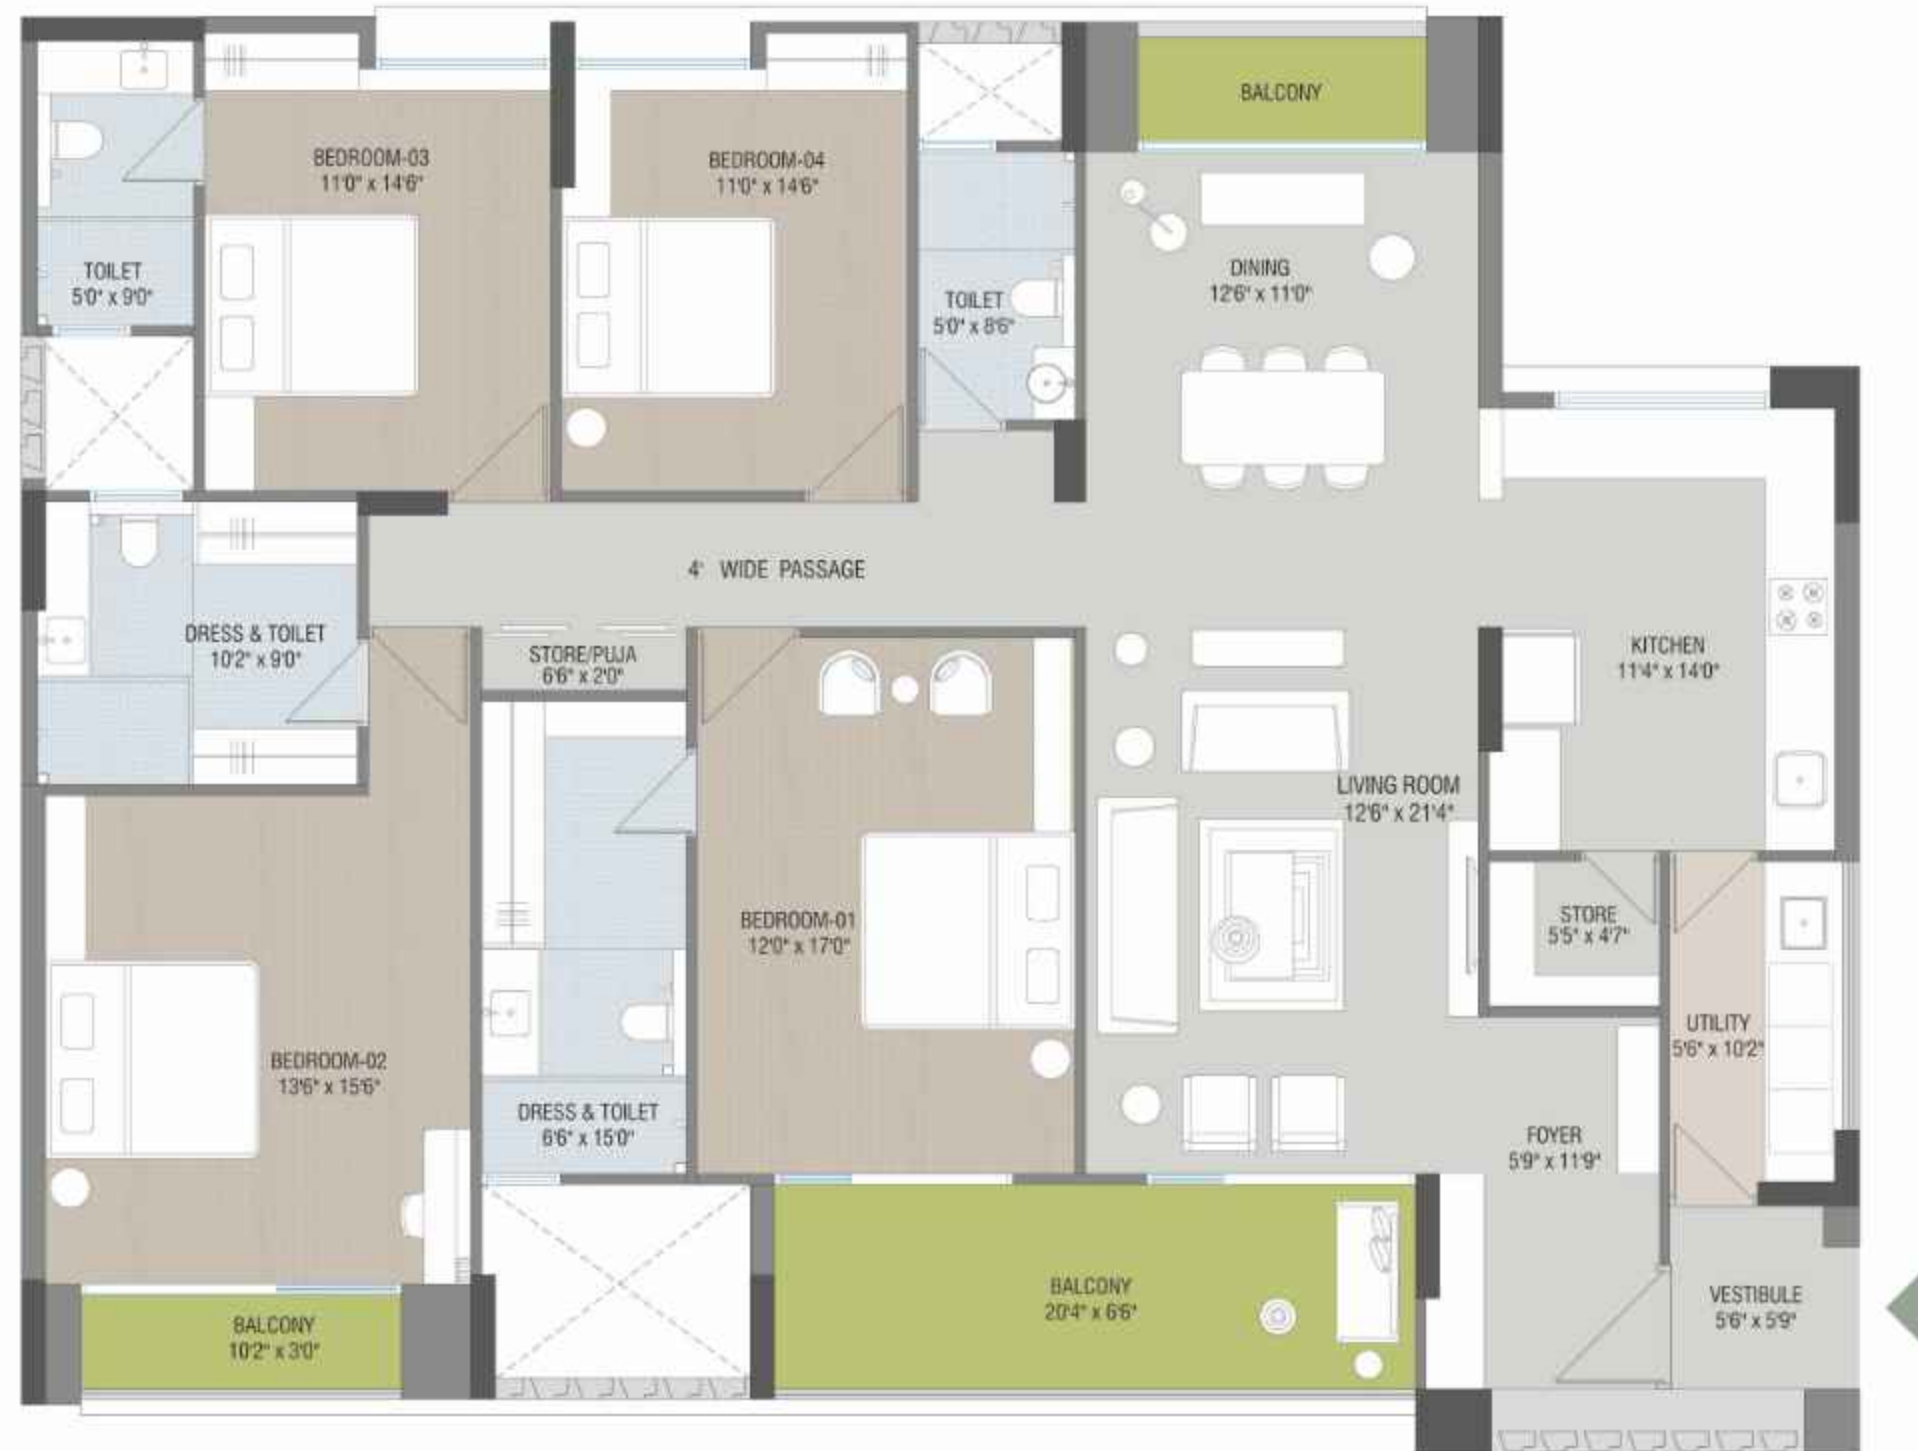 BALCONY
BEDROOM-03
11'0" x 14'6"
BEDROOM-04
11'0" x 14'6"
TOILET
5'0" x 9'0"
DINING
12'6" x 11'0"
TOILET
5'0" x 8'6"
4' WIDE PASSAGE
DRESS & TOILET
10'2" x 9'0"
STORE/PUJA
6'6" x 2'0"
KITCHEN
11'4" x 14'0"
LIVING ROOM
12'6" x 21'4"
BEDROOM-01
12'0" x 17'0"
STORE
5'5" x 4'7"
UTILITY
5'6" x 10'2"
BEDROOM-02
13'6" x 15'6"
DRESS & TOILET
6'6" x 15'0"
FOYER
5'9" x 11'9"
BALCONY
20'4" x 6'6"
VESTIBULE
5'6" x 5'9"
BALCONY
10'2" x 3'0"